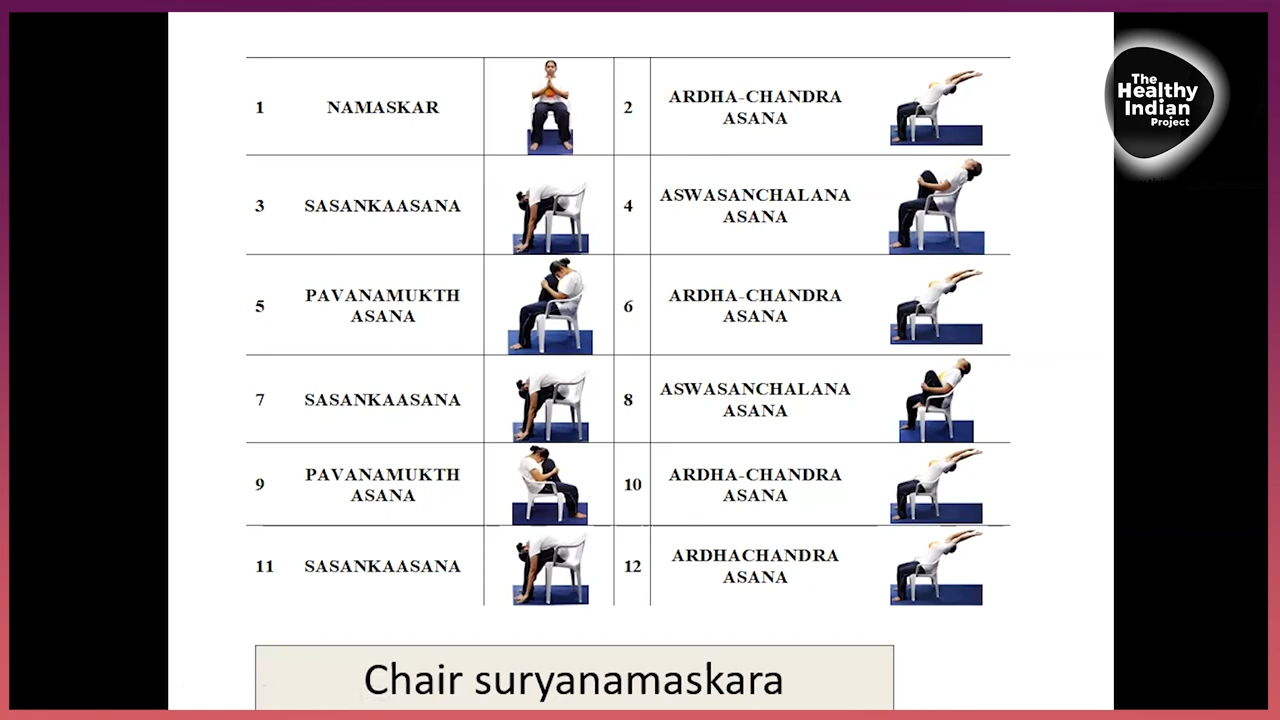 The
Healthy
Indian
Project
1 NAMASKAR 2 ARDHA-CHANDRA
ASANA
3 SASANKAASANA 4 ASWASANCHALANA
ASANA
5 PAVANAMUKTH
ASANA 6 ARDHA-CHANDRA
ASANA
7 SASANKAASANA 8 ASWASANCHALANA
ASANA
9 PAVANAMUKTH
ASANA 10 ARDHA-CHANDRA
ASANA
11 SASANKAASANA 12 ARDHACHANDRA
ASANA
Chair suryanamaskara